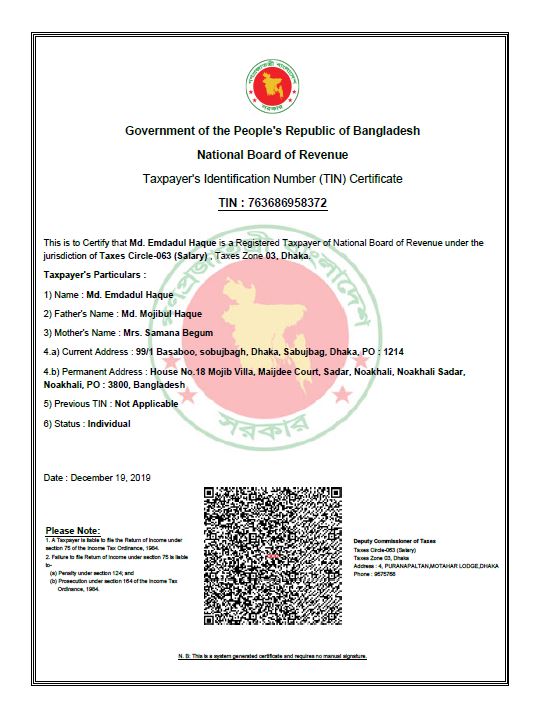 গণপ্রজাতন্ত্রী বাংলাদেশ
সরকার
Government of the People's Republic of Bangladesh
National Board of Revenue
Taxpayer's Identification Number (TIN) Certificate
TIN : 763686958372
গণপ্রজাতন্ত্রী বাংলাদেশ
This is to Certify that Md. Emdadul Haque is a Registered Taxpayer of National Board of Revenue under the
jurisdiction of Taxes Circle-063 (Salary) , Taxes Zone 03, Dhaka.
Taxpayer's Particulars :
1) Name : Md. Emdadul Haque
2) Father's Name : Md. Mojibul Haque
3) Mother's Name : Mrs. Samana Begum
4.a) Current Address : 99/1 Basaboo, sobujbagh, Dhaka, Sabujbag, Dhaka, PO : 1214
4.b) Permanent Address : House No.18 Mojib Villa, Maijdee Court, Sadar, Noakhali, Noakhali Sadar,
Noakhali, PO : 3800, Bangladesh
5) Previous TIN : Not Applicable
6) Status : Individual
সরকার
Date : December 19, 2019
Please Note:
1. A Taxpayer is liable to file the Return of Income under
section 75 of the Income Tax Ordinance, 1984.
2. Failure to file Return of Income under section 75 is liable
to-
(a) Penalty under section 124; and
(b) Prosecution under section 164 of the Income Tax
Ordinance, 1984.
Deputy Commissioner of Taxes
Taxes Circle-063 (Salary)
Taxes Zone 03, Dhaka
Address : 4, PURANAPALTAN,MOTAHAR LODGE,DHAKA
Phone : 9575768
N. B: This is a system generated certificate and requires no manual signature.